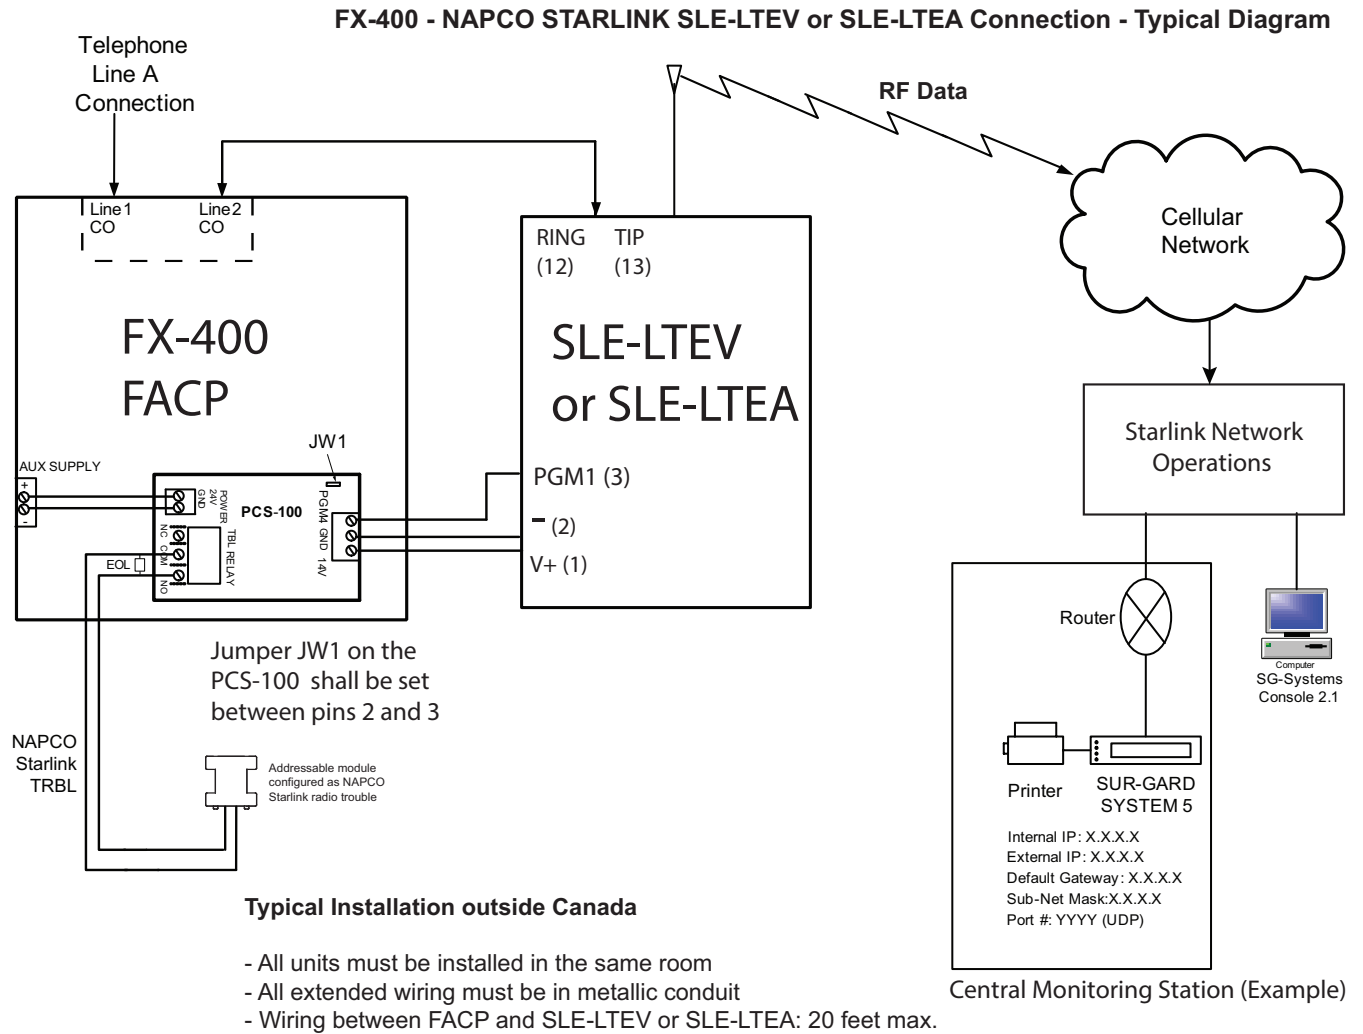 FX-400 - NAPCO STARLINK SLE-LTEV or SLE-LTEA Connection - Typical Diagram
Telephone
Line A
Connection
RF Data
Line1
CO
Line2
CO
RING
(12)
TIP
(13)
Cellular
Network
FX-400
FACP
SLE-LTEV
or SLE-LTEA
Starlink Network
Operations
JW1
AUX SUPPLY
+
-
POWER
24V
GND
PCS-100
TBL RELAY
NC
COM
NO
PGM4
GND
14V
EOL
PGM1 (3)
- (2)
V+ (1)
Router
Computer
SG-Systems
Console 2.1
Jumper JW1 on the
PCS-100 shall be set
between pins 2 and 3
NAPCO
Starlink
TRBL
Addressable module
configured as NAPCO
Starlink radio trouble
Printer
SUR-GARD
SYSTEM 5
Internal IP: X.X.X.X
External IP: X.X.X.X
Default Gateway: X.X.X.X
Sub-Net Mask:X.X.X.X
Port #: YYYY (UDP)
Central Monitoring Station (Example)
Typical Installation outside Canada
- All units must be installed in the same room
- All extended wiring must be in metallic conduit
- Wiring between FACP and SLE-LTEV or SLE-LTEA: 20 feet max.